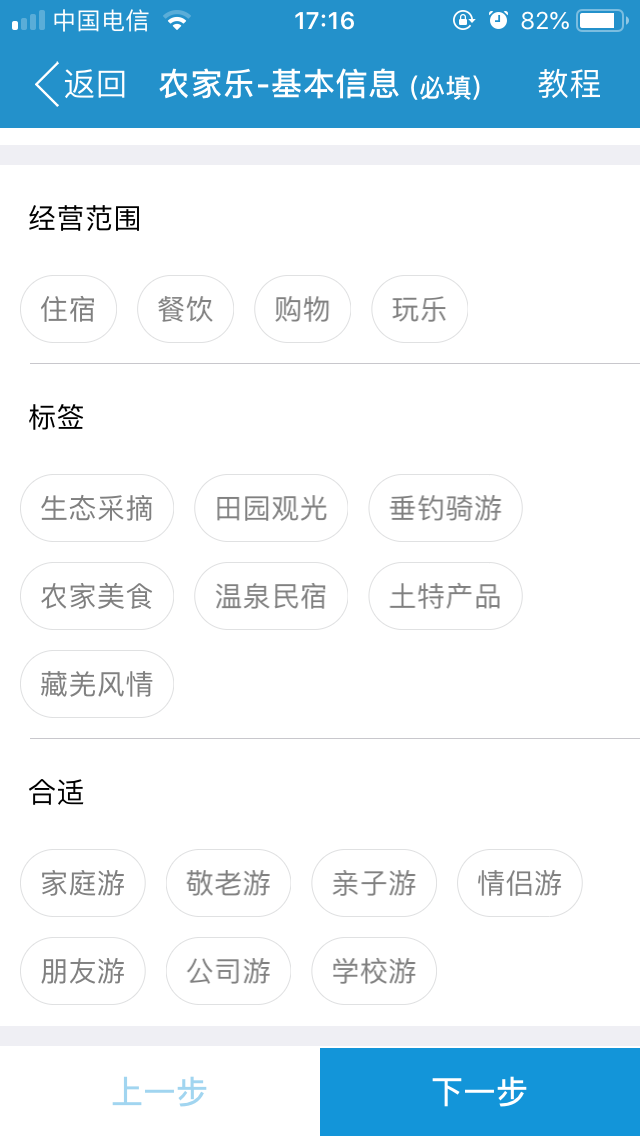 中国电信 17:16 82%
返回 农家乐-基本信息 (必填) 教程
经营范围
住宿 餐饮 购物 玩乐
标签
生态采摘 田园观光 垂钓骑游
农家美食 温泉民宿 土特产品
藏羌风情
合适
家庭游 敬老游 亲子游 情侣游
朋友游 公司游 学校游
上一步 下一步